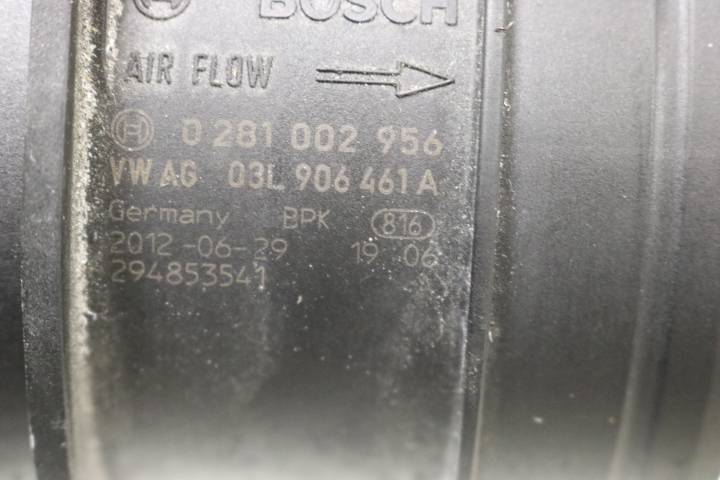 BOSCH
AIR FLOW
0 281 002 956
VW AG 03L 906 461 A
Germany BPK 816
2012-06-29 19 06
294853541